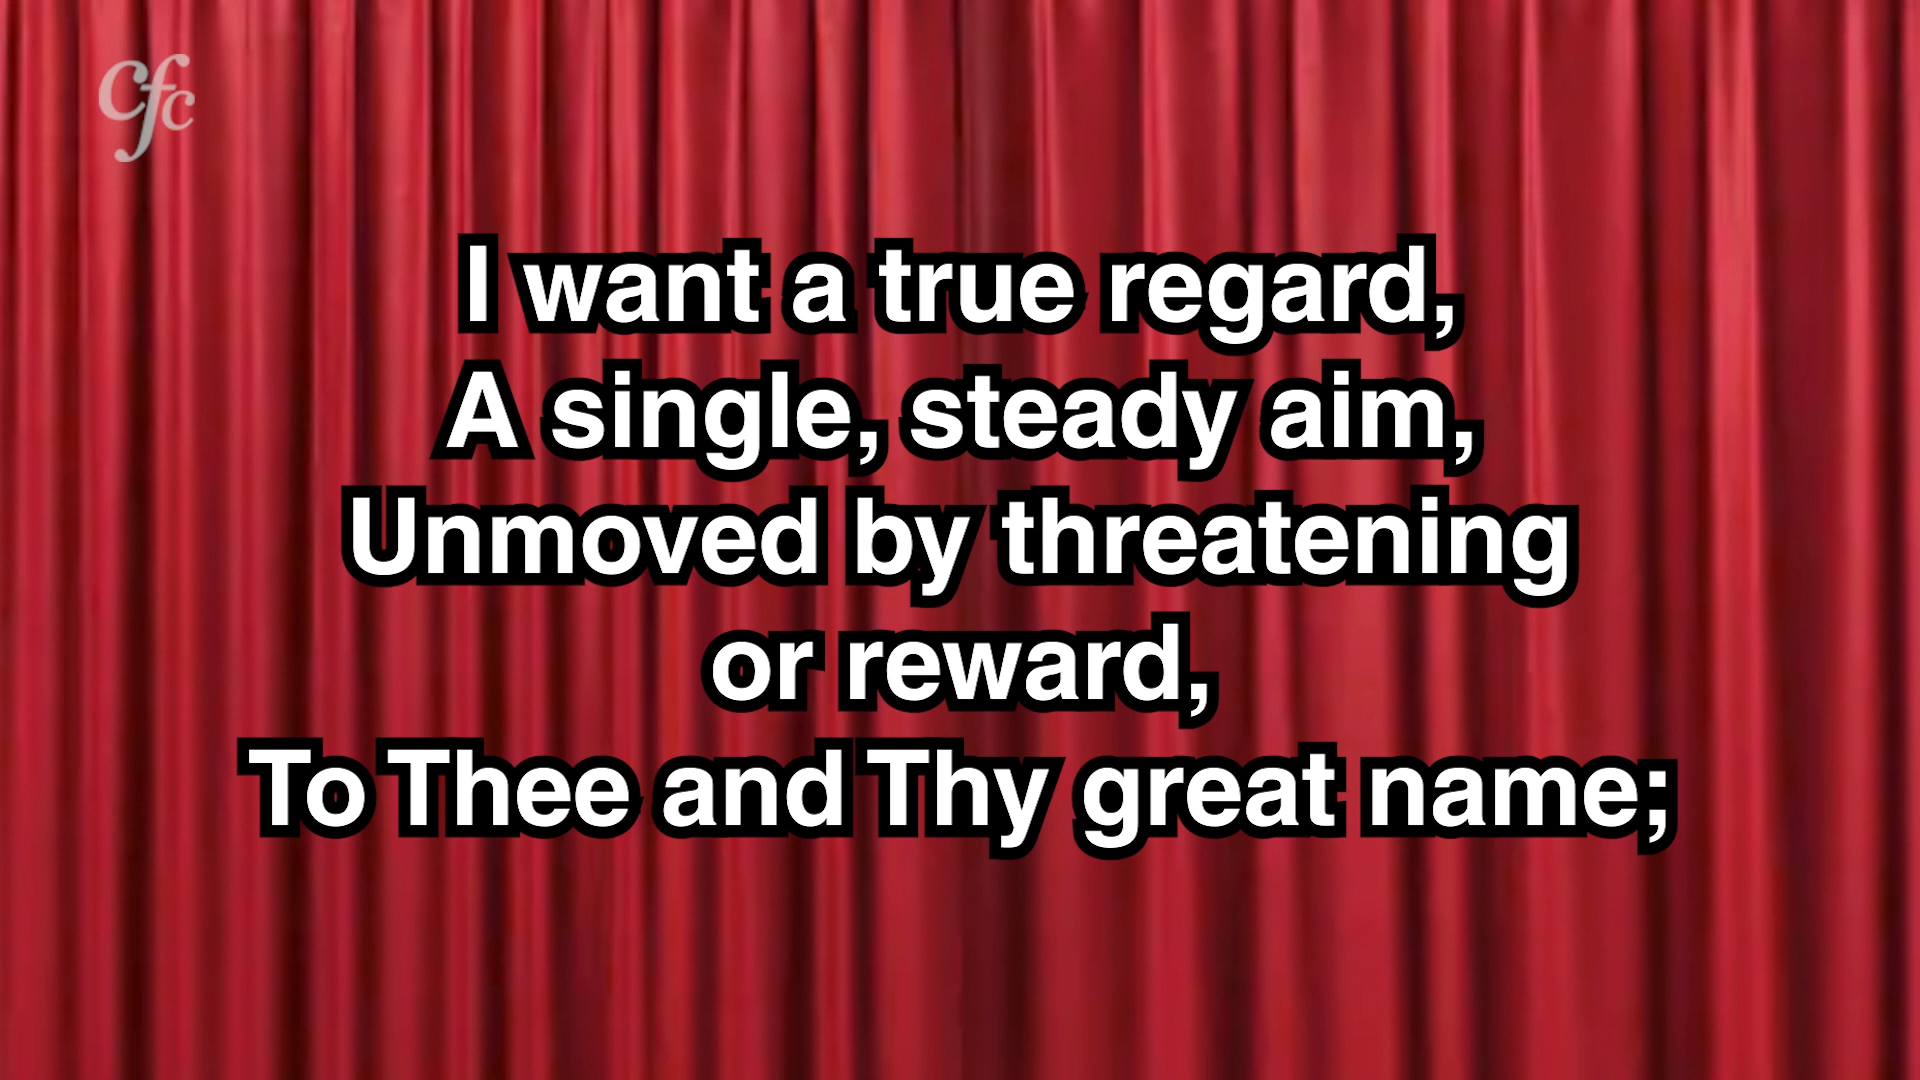 cfc
I want a true regard,
A single, steady aim,
Unmoved by threatening
or reward,
To Thee and Thy great name;